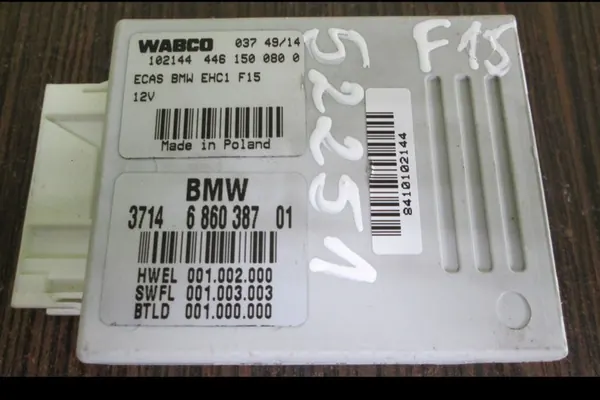 WABCO 037 49/14
102144 446 150 080 0
ECAS BMW EHC1 F15
12V
Made in Poland
BMW
3714 6 860 387 01
HWEL 001.002.000
SWFL 001.003.003
BTLD 001.000.000
52251
8410102144
F15